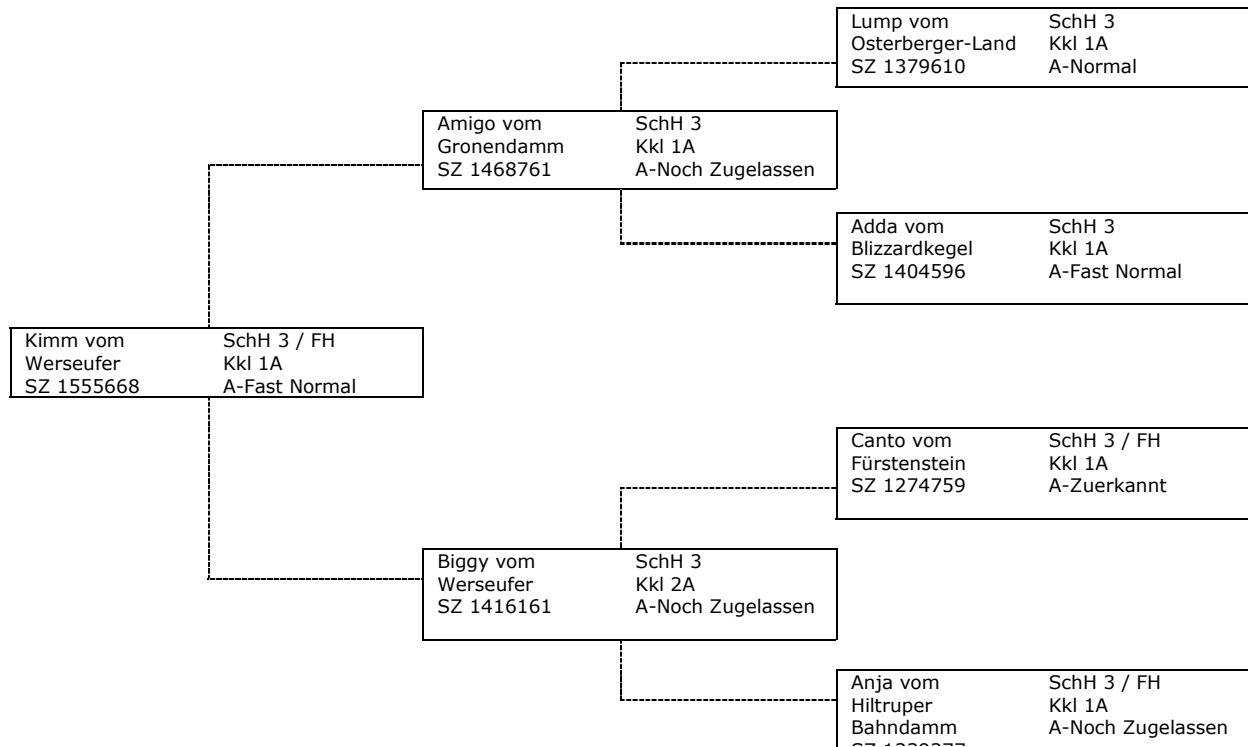 Lump vom SchH 3
Osterberger-Land Kkl 1A
SZ 1379610 A-Normal
Amigo vom SchH 3
Gronendamm Kkl 1A
SZ 1468761 A-Noch Zugelassen
Adda vom SchH 3
Blizzardkegel Kkl 1A
SZ 1404596 A-Fast Normal
Kimm vom SchH 3 / FH
Werseufer Kkl 1A
SZ 1555668 A-Fast Normal
Canto vom SchH 3 / FH
Fürstenstein Kkl 1A
SZ 1274759 A-Zuerkannt
Biggy vom SchH 3
Werseufer Kkl 2A
SZ 1416161 A-Noch Zugelassen
Anja vom SchH 3 / FH
Hiltruper Kkl 1A
Bahndamm A-Noch Zugelassen